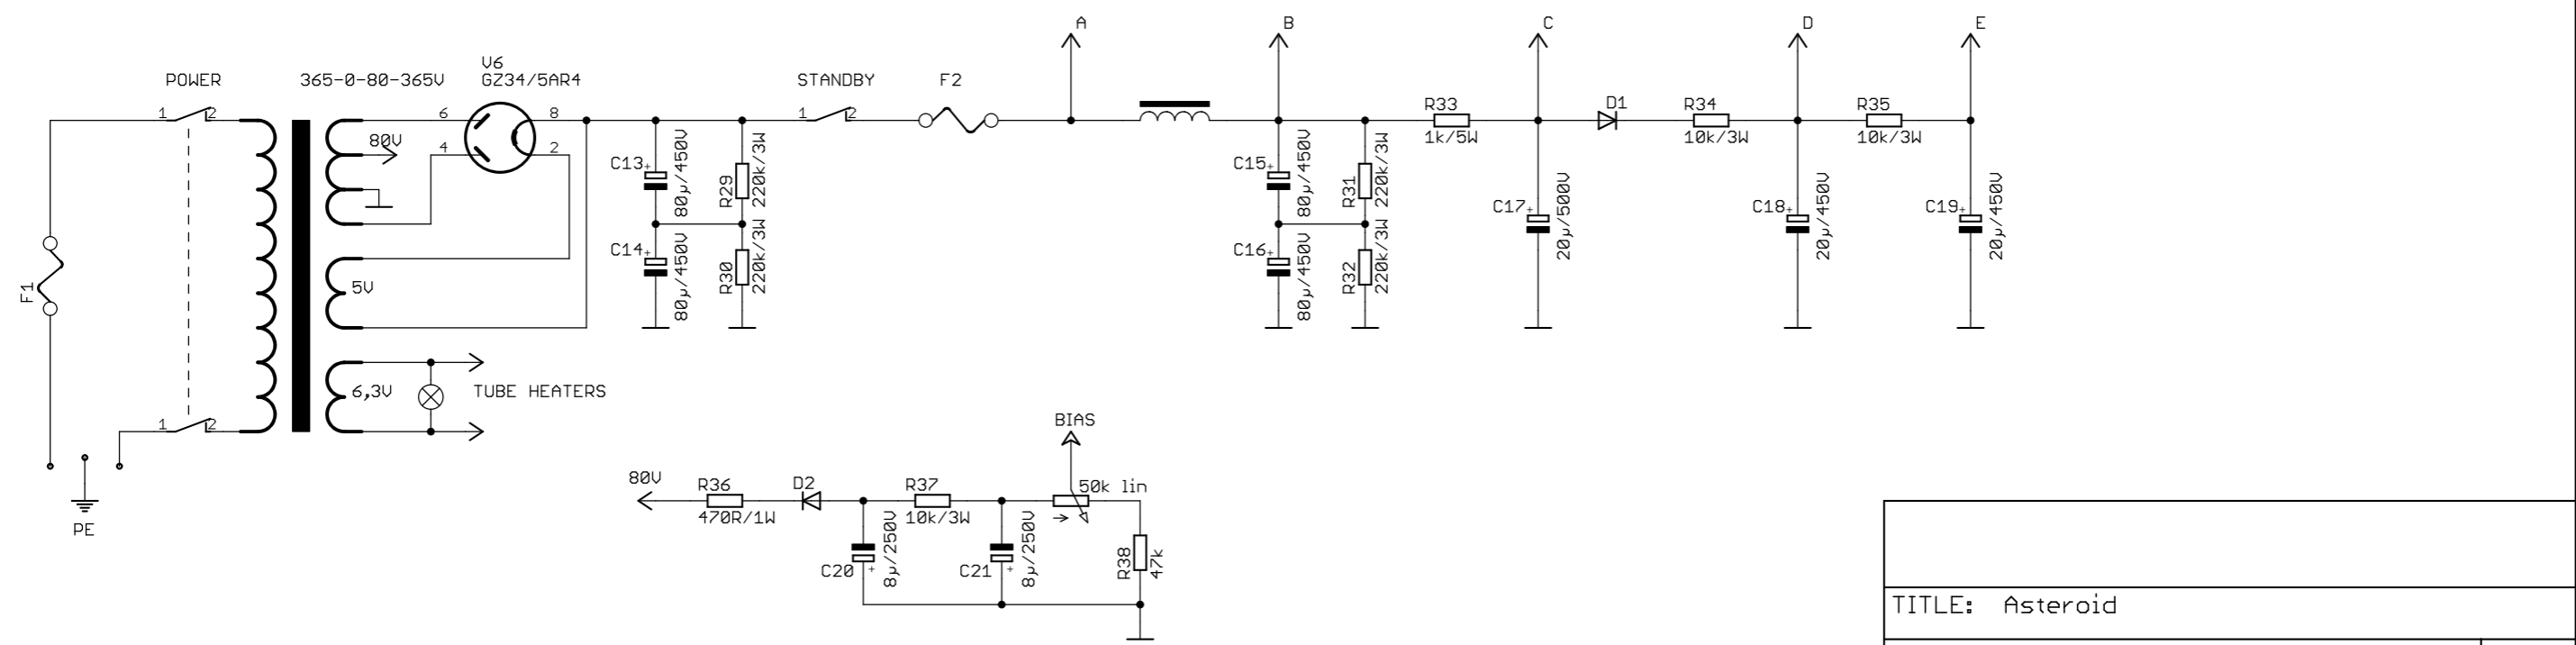 A
B
C
D
E
POWER
365-0-80-365V
V6
GZ34/5AR4
STANDBY
F2
1
2
80V
6
4
8
2
1
2
R33
1k/5W
D1
R34
10k/3W
R35
10k/3W
C13
+
80µ/450V
R29
220k/3W
C14
+
80µ/450V
R30
220k/3W
C15
+
80µ/450V
R31
220k/3W
C16
+
80µ/450V
R32
220k/3W
C17
+
20µ/500V
C18
+
20µ/450V
C19
+
20µ/450V
F1
5V
6,3V
TUBE HEATERS
1
2
PE
BIAS
80V
R36
470R/1W
D2
R37
10k/3W
50k lin
C20
+
8µ/250V
C21
+
8µ/250V
R38
47k
TITLE: Asteroid